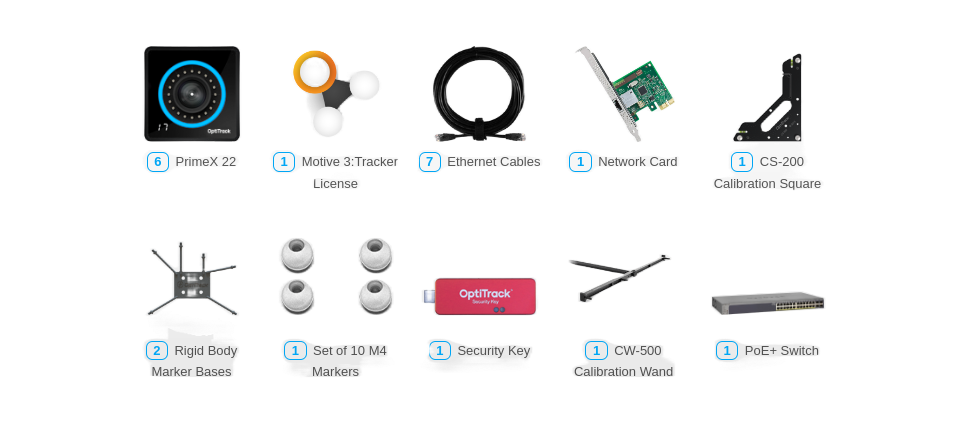 17
OptiTrack
6 PrimeX 22
1 Motive 3:Tracker
License
7 Ethernet Cables
1 Network Card
1 CS-200
Calibration Square
OptiTrack
Security Key
2 Rigid Body
Marker Bases
1 Set of 10 M4
Markers
1 Security Key
1 CW-500
Calibration Wand
1 PoE+ Switch